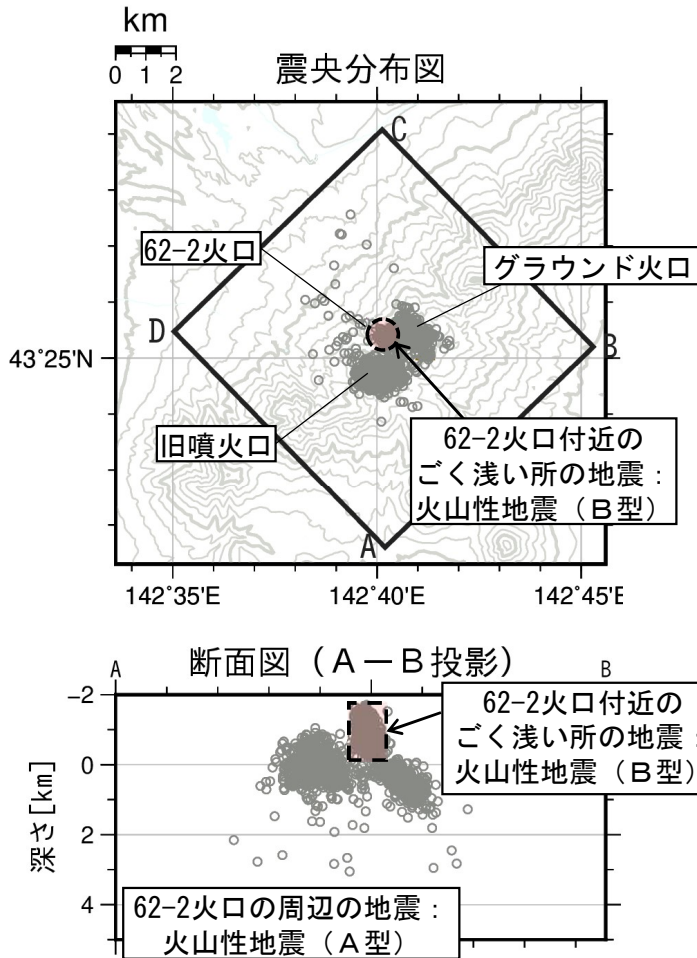 km
0 1 2
震央分布図
C
62-2火口
グラウンド火口
D
B
43°25'N
旧噴火口
62-2火口付近の
ごく浅い所の地震：
火山性地震（Ｂ型）
A
142°35'E
142°40'E
142°45'E
断面図（Ａ－Ｂ投影）
A
B
-2
62-2火口付近の
ごく浅い所の地震：
火山性地震（Ｂ型）
0
深さ[km]
2
4
62-2火口の周辺の地震：
火山性地震（Ａ型）